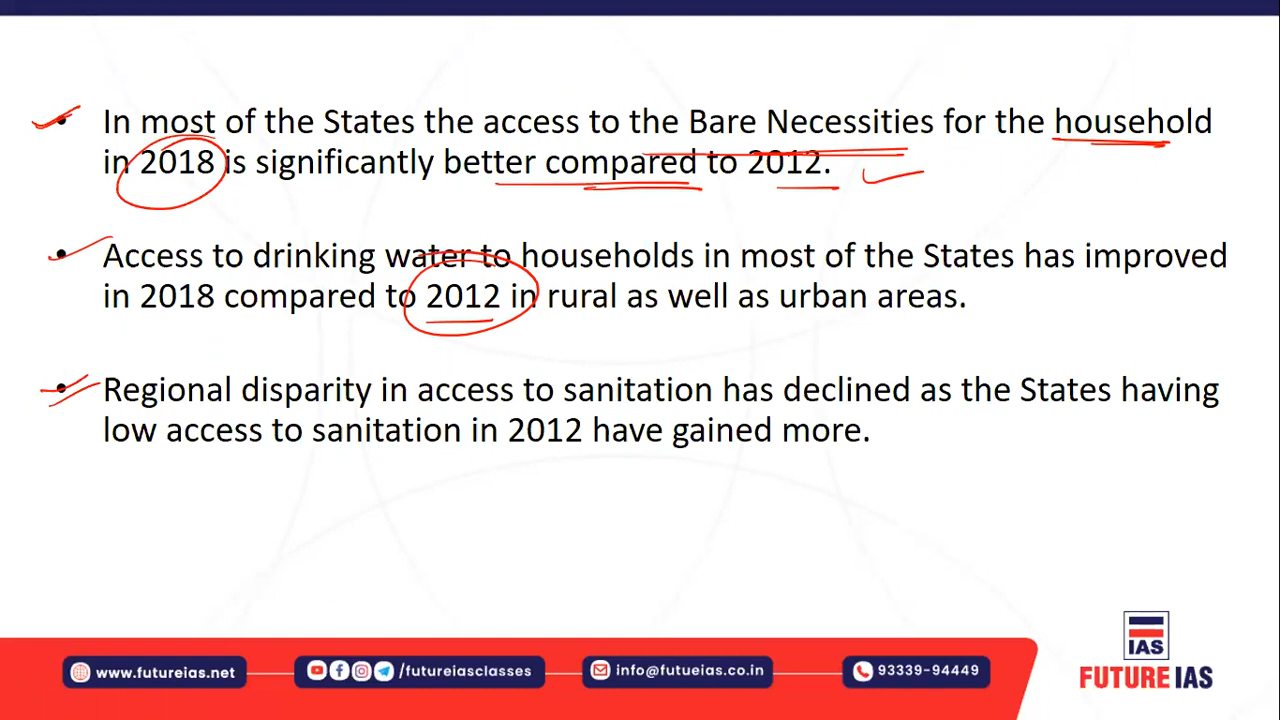 • In most of the States the access to the Bare Necessities for the household
in 2018 is significantly better compared to 2012.
• Access to drinking water to households in most of the States has improved
in 2018 compared to 2012 in rural as well as urban areas.
• Regional disparity in access to sanitation has declined as the States having
low access to sanitation in 2012 have gained more.
IAS
www.futureias.net
/futureiasclasses
info@futueias.co.in
93339-94449
FUTURE IAS